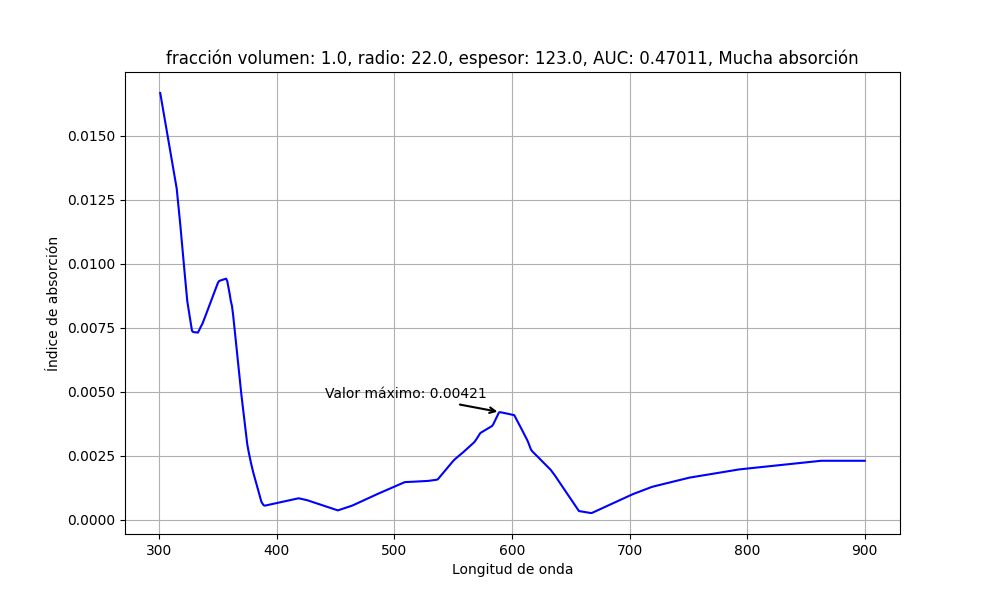 fracción volumen: 1.0, radio: 22.0, espesor: 123.0, AUC: 0.47011, Mucha absorción
0.0150
0.0125
0.0100
0.0075
0.0050
0.0025
0.0000
Índice de absorción
Valor máximo: 0.00421
300 400 500 600 700 800 900
Longitud de onda